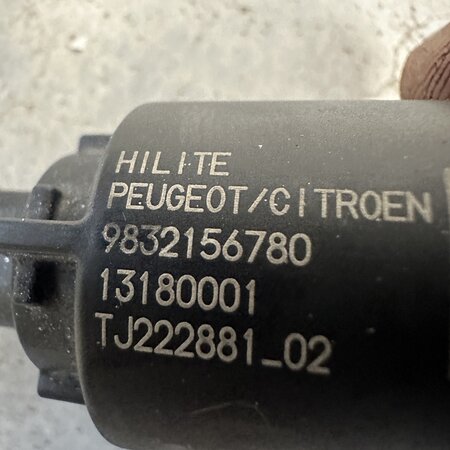 HILITE
PEUGEOT/CITROEN
9832156780
13180001
TJ222881_02